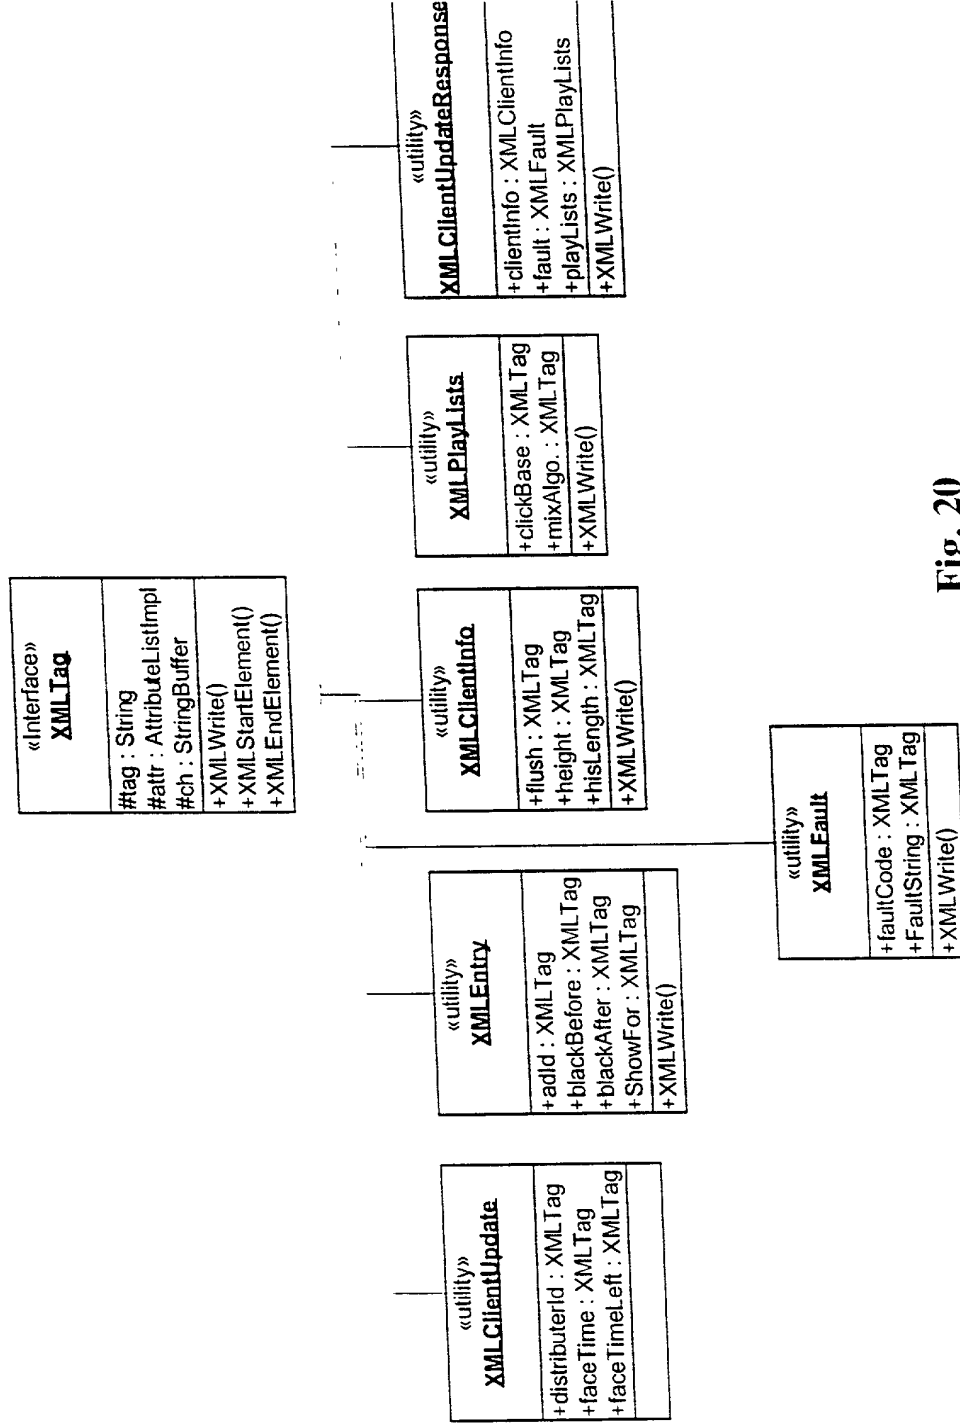 «Interface»
XMLTag
#tag : String
#attr : AttributeListImpl
#ch : StringBuffer
+XMLWrite()
+XMLStartElement()
+XMLEndElement()
«utility»
XMLClientUpdate
+distributerId : XMLTag
+faceTime : XMLTag
+faceTimeLeft : XMLTag
«utility»
XMLEntry
+adId : XMLTag
+blackBefore : XMLTag
+blackAfter : XMLTag
+ShowFor : XMLTag
+XMLWrite()
«utility»
XMLClientInfo
+flush : XMLTag
+height : XMLTag
+hisLength : XMLTag
+XMLWrite()
«utility»
XMLPlayLists
+clickBase : XMLTag
+mixAlgo. : XMLTag
+XMLWrite()
«utility»
XMLClientUpdateResponse
+clientInfo : XMLClientInfo
+fault : XMLFault
+playLists : XMLPlayLists
+XMLWrite()
«utility»
XMLFault
+faultCode : XMLTag
+FaultString : XMLTag
+XMLWrite()
Fig. 20